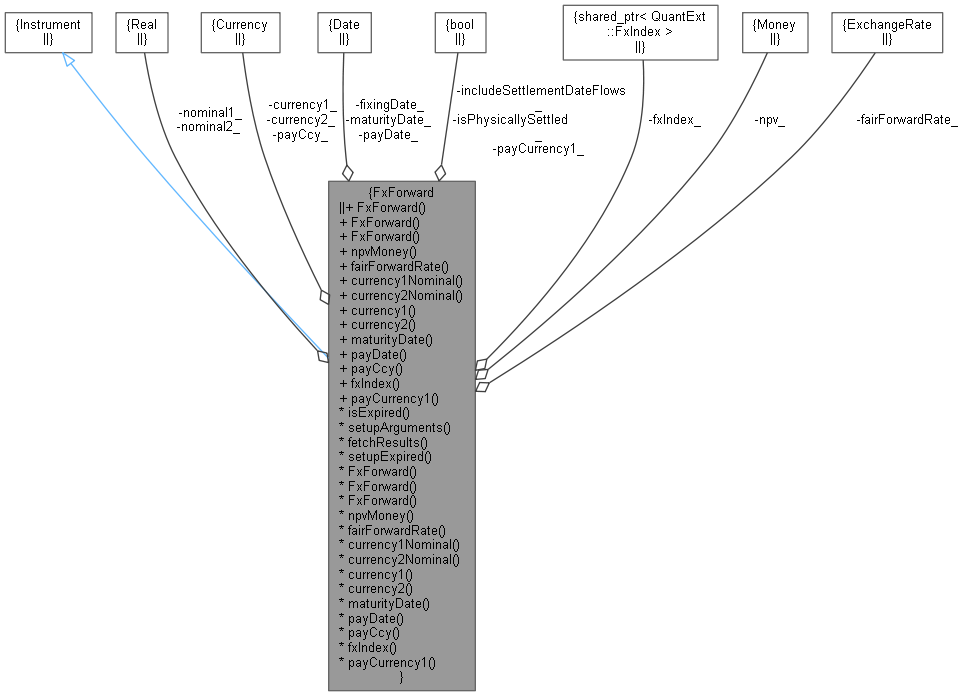 {Instrument
||}
{Real
||}
{Currency
||}
{Date
||}
{bool
||}
{shared_ptr< QuantExt
::FxIndex >
||}
{Money
||}
{ExchangeRate
||}
-nominal1_
-nominal2_
-currency1_
-currency2_
-payCcy_
-fixingDate_
-maturityDate_
-payDate_
-includeSettlementDateFlows
_
-isPhysicallySettled
_
-payCurrency1_
-fxIndex_
-npv_
-fairForwardRate_
{FxForward
||+ FxForward()
+ FxForward()
+ FxForward()
+ npvMoney()
+ fairForwardRate()
+ currency1Nominal()
+ currency2Nominal()
+ currency1()
+ currency2()
+ maturityDate()
+ payDate()
+ payCcy()
+ fxIndex()
+ payCurrency1()
* isExpired()
* setupArguments()
* fetchResults()
* setupExpired()
* FxForward()
* FxForward()
* FxForward()
* npvMoney()
* fairForwardRate()
* currency1Nominal()
* currency2Nominal()
* currency1()
* currency2()
* maturityDate()
* payDate()
* payCcy()
* fxIndex()
* payCurrency1()
}